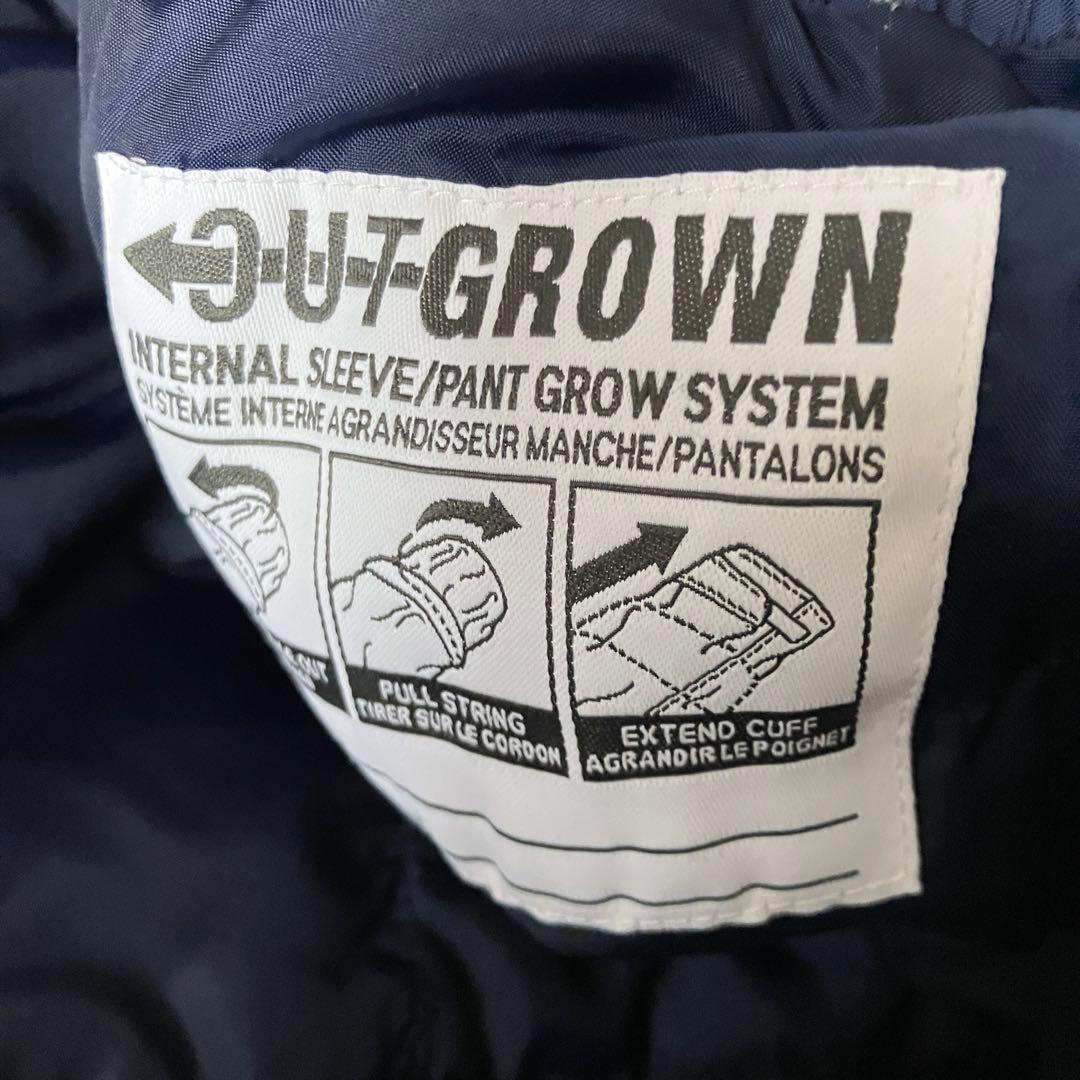 OUTGROWN
INTERNAL SLEEVE/PANT GROW SYSTEM
SYSTÈME INTERNE AGRANDISSEUR MANCHE/PANTALONS
OUT
PULL STRING
TIRER SUR LE CORDON
EXTEND CUFF
AGRANDIR LE POIGNET